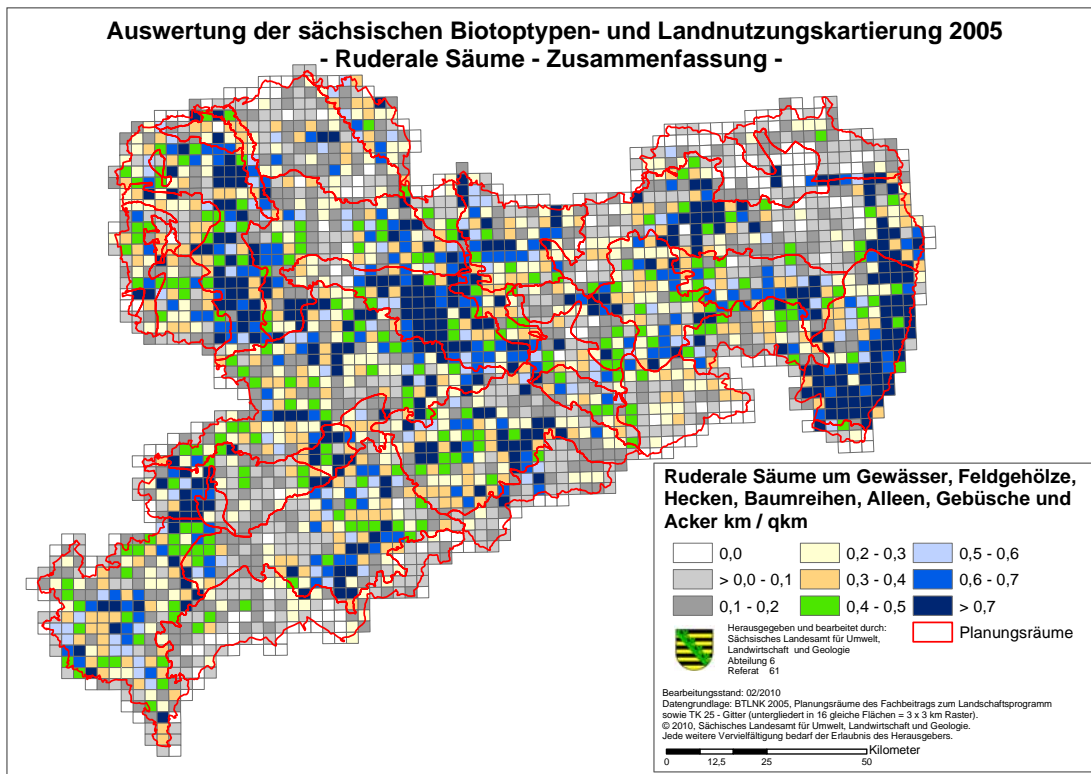 Auswertung der sächsischen Biotoptypen- und Landnutzungskartierung 2005
- Ruderale Säume - Zusammenfassung -
Ruderale Säume um Gewässer, Feldgehölze,
Hecken, Baumreihen, Alleen, Gebüsche und
Acker km / qkm
0,0
> 0,0 - 0,1
0,1 - 0,2
0,2 - 0,3
0,3 - 0,4
0,4 - 0,5
0,5 - 0,6
0,6 - 0,7
> 0,7
Planungsräume
Herausgegeben und bearbeitet durch:
Sächsisches Landesamt für Umwelt,
Landwirtschaft und Geologie
Abteilung 6
Referat 61
Bearbeitungsstand: 02/2010
Datengrundlage: BTLNK 2005, Planungsräume des Fachbeitrags zum Landschaftsprogramm
sowie TK 25 - Gitter (untergliedert in 16 gleiche Flächen = 3 x 3 km Raster).
© 2010, Sächsisches Landesamt für Umwelt, Landwirtschaft und Geologie.
Jede weitere Vervielfältigung bedarf der Erlaubnis des Herausgebers.
Kilometer
0 12,5 25 50